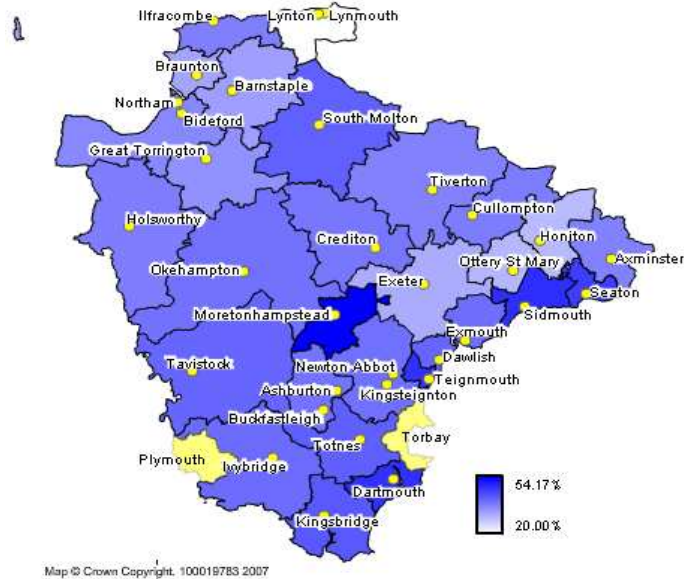 Ilfracombe
Lynton
Lynmouth
Braunton
Barnstaple
Northam
Bideford
South Molton
Great Torrington
Tiverton
Cullompton
Holsworthy
Crediton
Honiton
Okehampton
Exeter
Ottery St Mary
Axminster
Moretonhampstead
Seaton
Sidmouth
Exmouth
Tavistock
Newton Abbot
Dawlish
Ashburton
Kingsteignton
Teignmouth
Buckfastleigh
Totnes
Torbay
Plymouth
Ivybridge
Dartmouth
Kingsbridge
54.17%
20.00%
Map © Crown Copyright. 100019783 2007